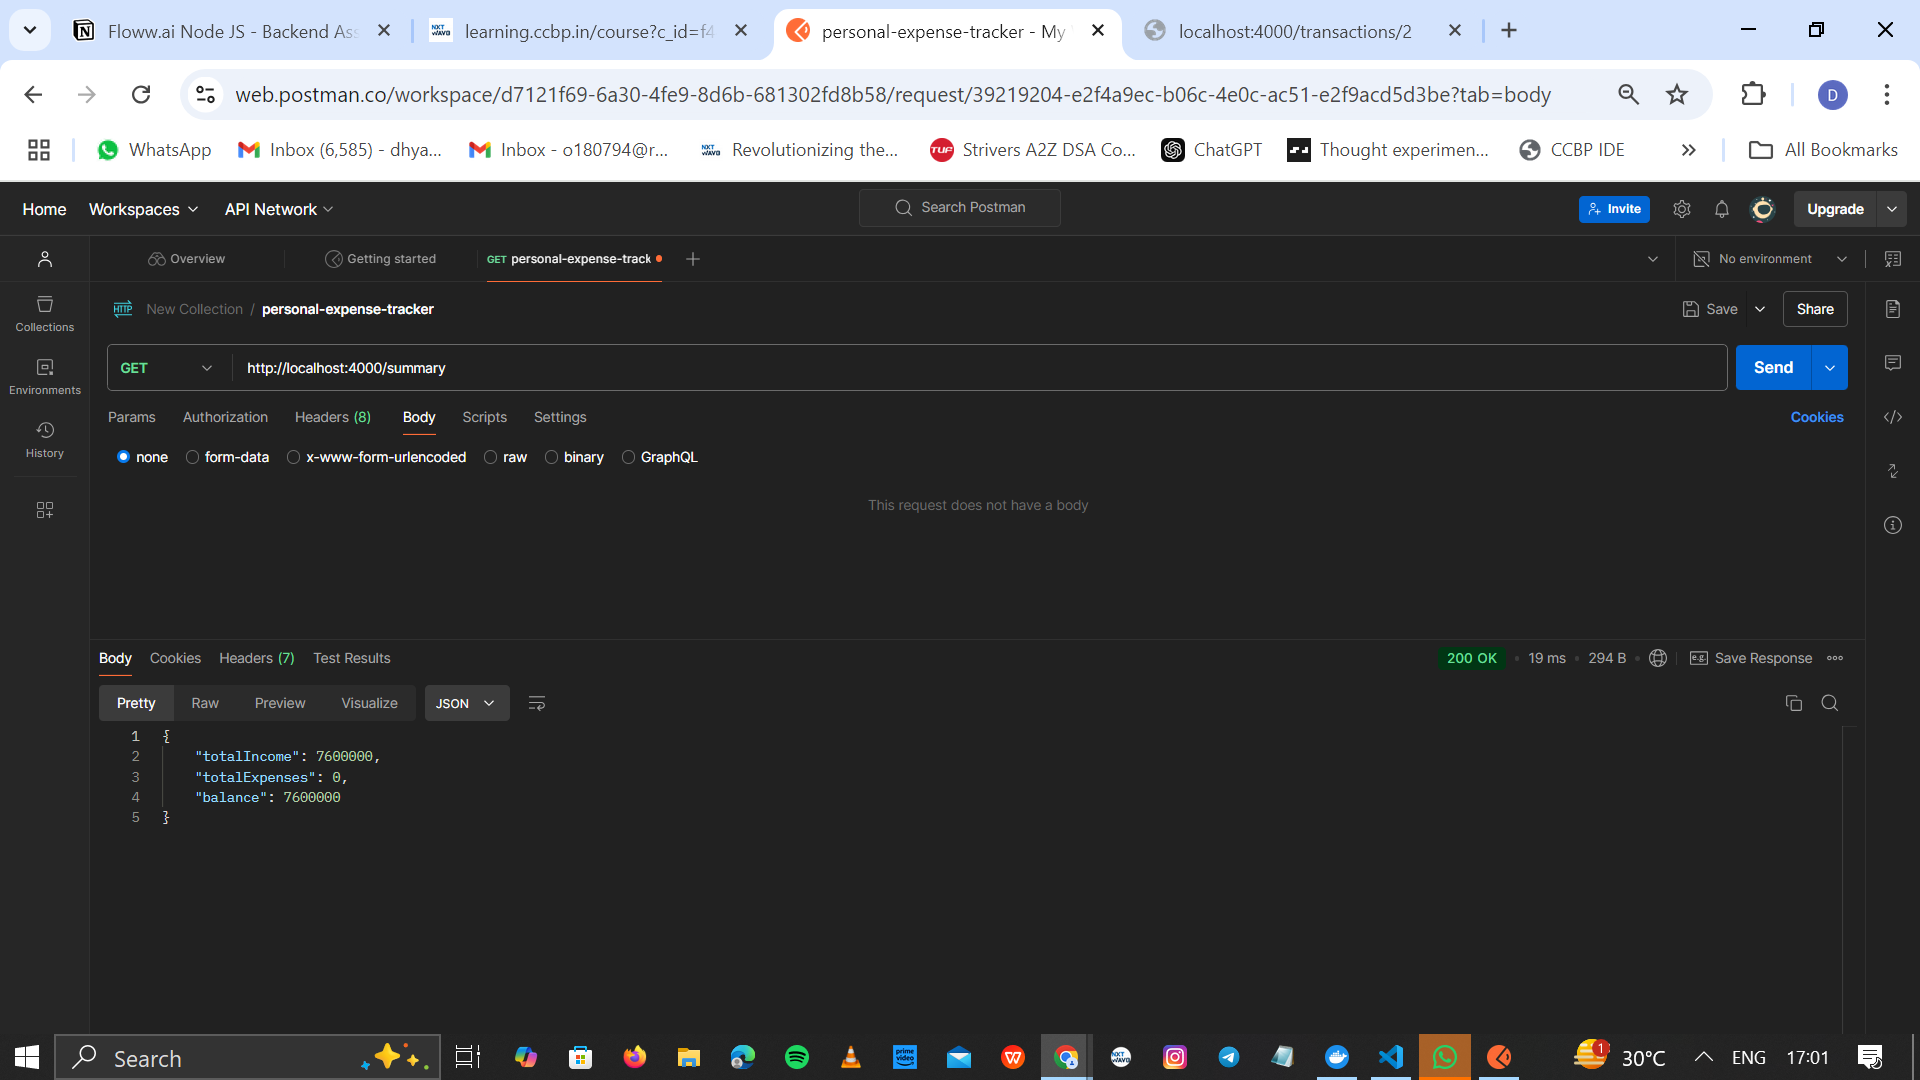 Floww.ai Node JS - Backend Ass
learning.ccbp.in/course?c_id=f4
personal-expense-tracker - My
localhost:4000/transactions/2
web.postman.co/workspace/d7121f69-6a30-4fe9-8d6b-681302fd8b58/request/39219204-e2f4a9ec-b06c-4e0c-ac51-e2f9acd5d3be?tab=body
D
WhatsApp
Inbox (6,585) - dhya...
Inbox - o180794@r...
Revolutionizing the...
Strivers A2Z DSA Co...
ChatGPT
Thought experimen...
CCBP IDE
All Bookmarks
Home
Workspaces
API Network
Search Postman
Invite
Upgrade
Overview
Getting started
GET personal-expense-track
No environment
Collections
Environments
History
HTTP
New Collection / personal-expense-tracker
Save
Share
GET
http://localhost:4000/summary
Send
Params
Authorization
Headers (8)
Body
Scripts
Settings
Cookies
none
form-data
x-www-form-urlencoded
raw
binary
GraphQL
This request does not have a body
Body
Cookies
Headers (7)
Test Results
200 OK
19 ms
294 B
e.g.
Save Response
Pretty
Raw
Preview
Visualize
JSON
1 {
2 "totalIncome": 7600000,
3 "totalExpenses": 0,
4 "balance": 7600000
5 }
Search
prime video
1
30°C
ENG
17:01